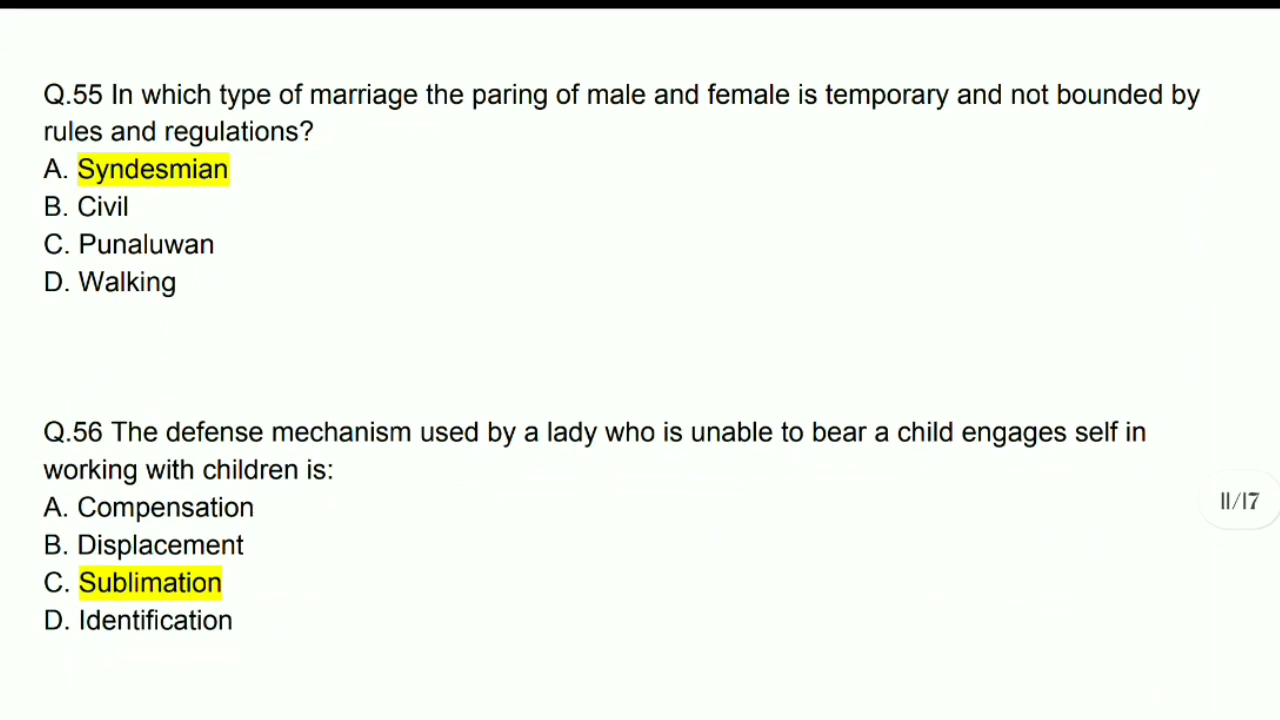 Q.55 In which type of marriage the paring of male and female is temporary and not bounded by
rules and regulations?
A. Syndesmian
B. Civil
C. Punaluwan
D. Walking
Q.56 The defense mechanism used by a lady who is unable to bear a child engages self in
working with children is:
A. Compensation
B. Displacement
C. Sublimation
D. Identification
11/17